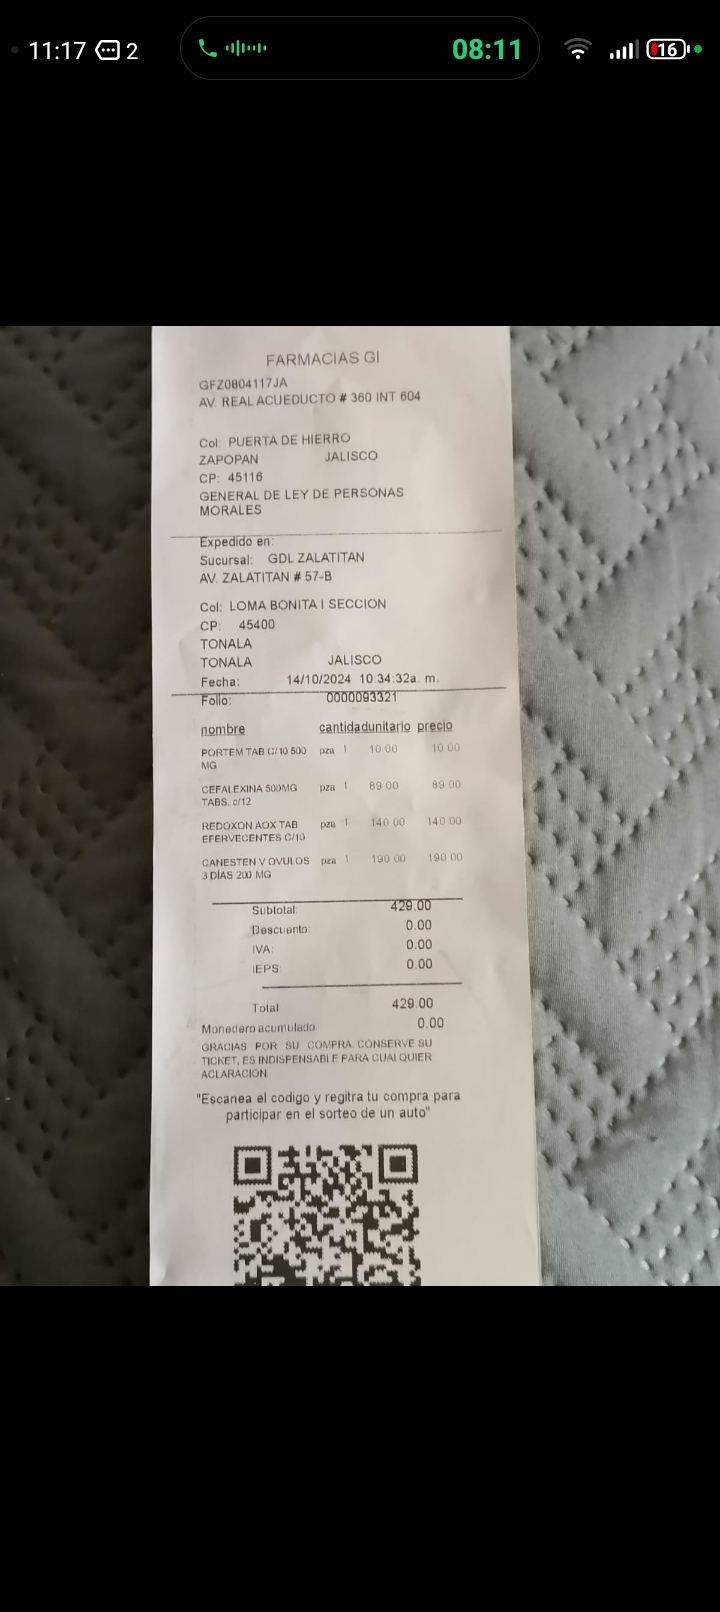 11:17 2 08:11 16
FARMACIAS GI
GFZ0804117JA
AV. REAL ACUEDUCTO # 360 INT 604
Col: PUERTA DE HIERRO
ZAPOPAN JALISCO
CP: 45116
GENERAL DE LEY DE PERSONAS
MORALES
Expedido en:
Sucursal: GDL ZALATITAN
AV. ZALATITAN # 57-B
Col: LOMA BONITA I SECCION
CP: 45400
TONALA
TONALA JALISCO
Fecha: 14/10/2024 10:34:32a. m.
Folio: 0000093321
nombre cantidadunitario precio
PORTEM TAB C/10 500 pza 1 10.00 10.00
MG
CEFALEXINA 500MG pza 1 89.00 89.00
TABS. c/12
REDOXON AOX TAB pza 1 140.00 140.00
EFERVECENTES C/10
CANESTEN V OVULOS pza 1 190.00 190.00
3 DÍAS 200 MG
Subtotal: 429.00
Descuento: 0.00
IVA: 0.00
IEPS: 0.00
Total 429.00
Monedero acumulado 0.00
GRACIAS POR SU COMPRA. CONSERVE SU
TICKET, ES INDISPENSABLE PARA CUALQUIER
ACLARACION.
"Escanea el codigo y regitra tu compra para
participar en el sorteo de un auto"